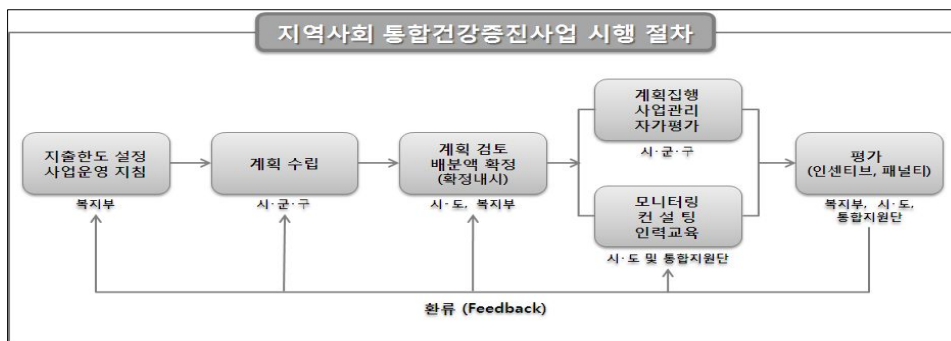 지역사회 통합건강증진사업 시행 절차
지출한도 설정
사업운영 지침
복지부
계획 수립
시·군·구
계획 검토
배분액 확정
(확정내시)
시·도, 복지부
계획집행
사업관리
자가평가
시·군·구
모니터링
컨 설 팅
인력교육
시·도 및 통합지원단
평가
(인센티브, 패널티)
복지부, 시·도,
통합지원단
환류 (Feedback)